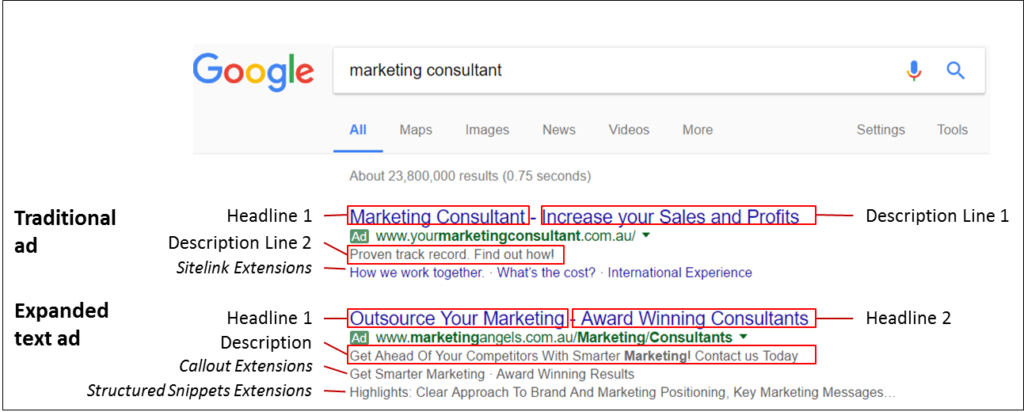 Google marketing consultant
All Maps Images News Videos More Settings Tools
About 23,800,000 results (0.75 seconds)
Traditional ad
Headline 1 Marketing Consultant - Increase your Sales and Profits Description Line 1
Ad www.yourmarketingconsultant.com.au/
Description Line 2 Proven track record. Find out how!
Sitelink Extensions How we work together. · What's the cost? · International Experience
Expanded text ad
Headline 1 Outsource Your Marketing - Award Winning Consultants Headline 2
Ad www.marketingangels.com.au/Marketing/Consultants
Description Get Ahead Of Your Competitors With Smarter Marketing! Contact us Today
Callout Extensions Get Smarter Marketing · Award Winning Results
Structured Snippets Extensions Highlights: Clear Approach To Brand And Marketing Positioning, Key Marketing Messages…